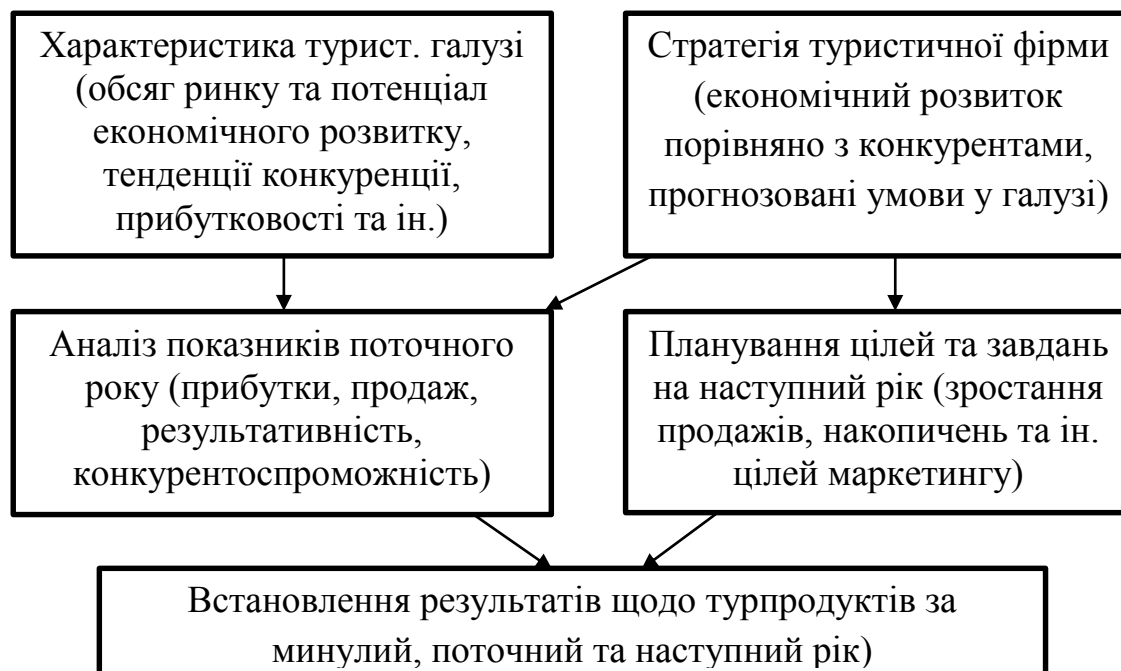 Характеристика турист. галузі
(обсяг ринку та потенціал
економічного розвитку,
тенденції конкуренції,
прибутковості та ін.)
Стратегія туристичної фірми
(економічний розвиток
порівняно з конкурентами,
прогнозовані умови у галузі)
Аналіз показників поточного
року (прибутки, продаж,
результативність,
конкурентоспроможність)
Планування цілей та завдань
на наступний рік (зростання
продажів, накопичень та ін.
цілей маркетингу)
Встановлення результатів щодо турпродуктів за
минулий, поточний та наступний рік)